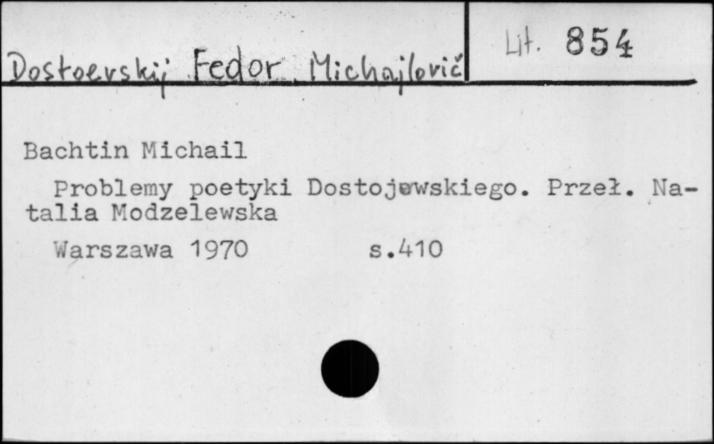 Dostoevskij Fedor Michajlovič
Lit. 854
Bachtin Michail
Problemy poetyki Dostojewskiego. Przeł. Na-
talia Modzelewska
Warszawa 1970 s.410